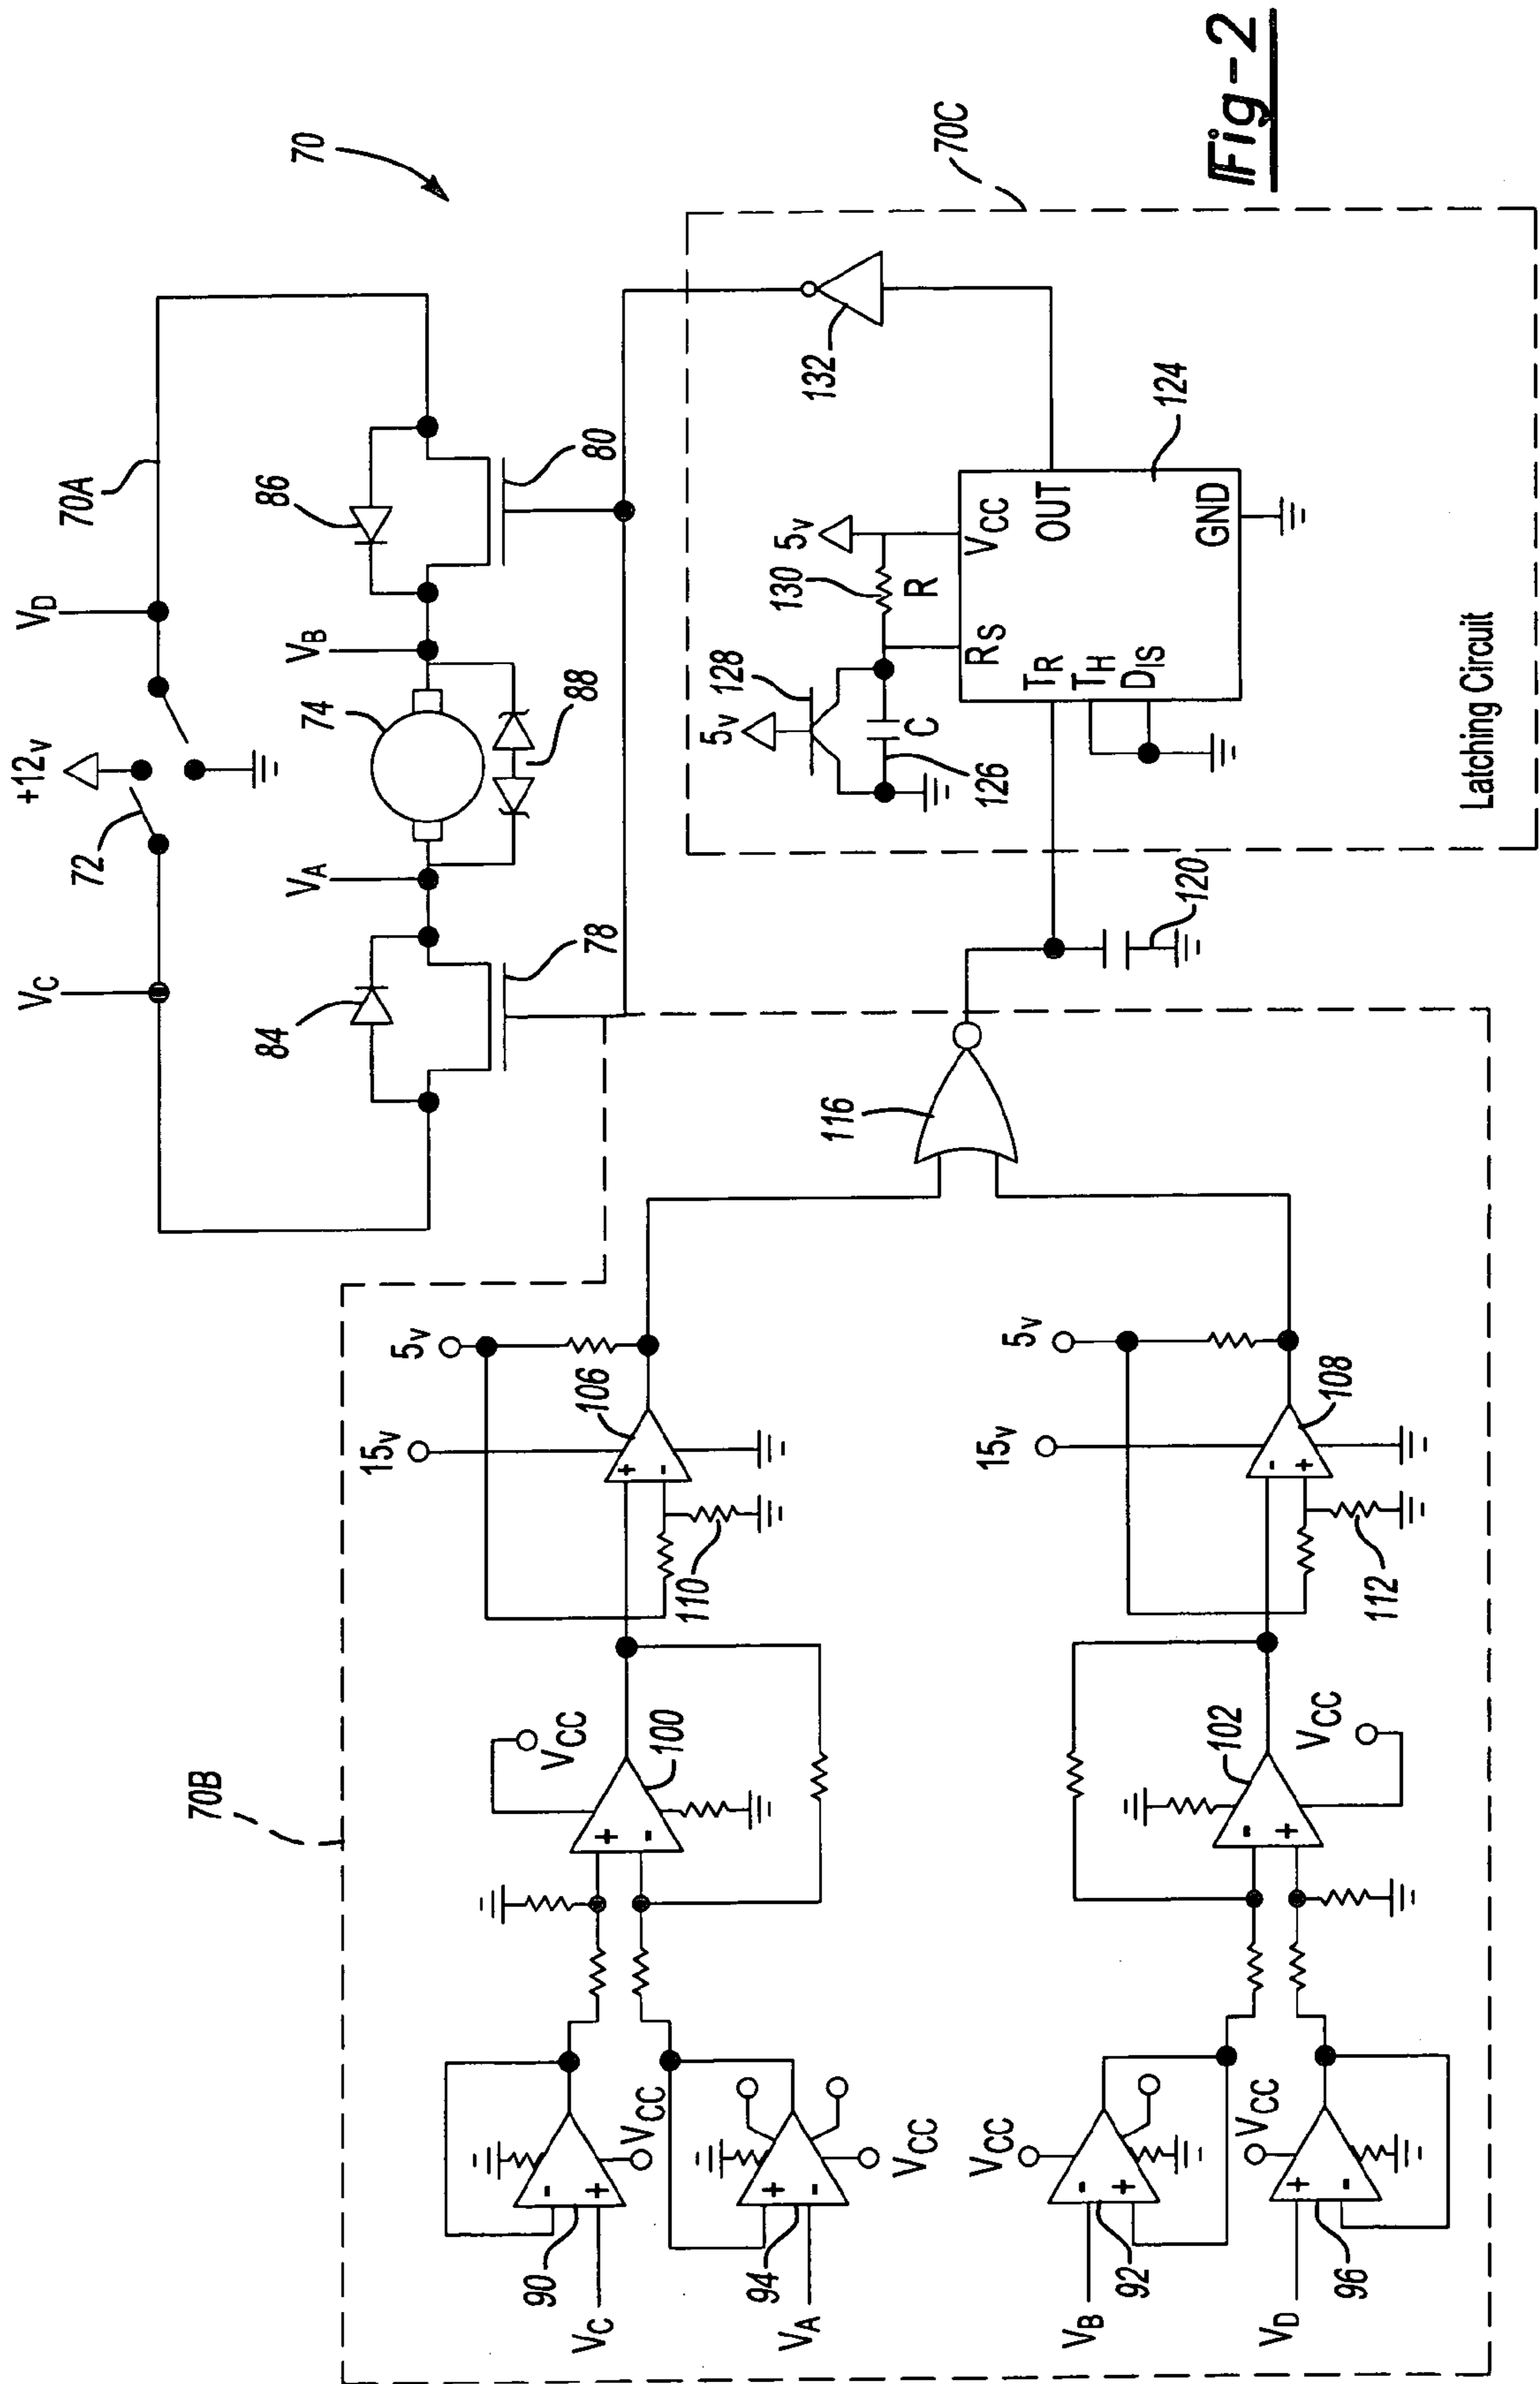 70
VC
VD
70A
+12v
72
VA
74
VB
84
86
78
80
88
70B
VC
90
-
+
VCC
VA
94
+
-
VCC
VCC
100
+
-
15v
5v
106
+
-
110
VB
92
-
+
VCC
VD
96
+
-
VCC
102
-
+
VCC
15v
5v
108
-
+
112
116
120
70C
5v
128
C
126
130
R
5v
RS
VCC
TR
TH
DIS
OUT
GND
124
132
Latching Circuit
Fig-2